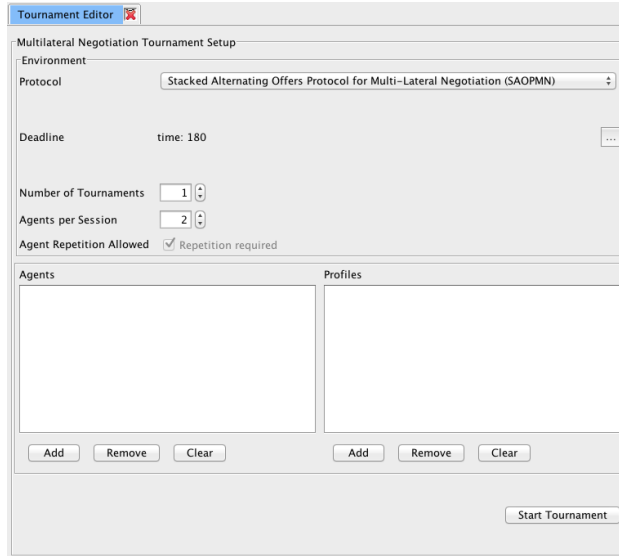 Tournament Editor
Multilateral Negotiation Tournament Setup
Environment
Protocol Stacked Alternating Offers Protocol for Multi-Lateral Negotiation (SAOPMN)
Deadline time: 180 ...
Number of Tournaments 1
Agents per Session 2
Agent Repetition Allowed Repetition required
Agents Profiles
Add Remove Clear Add Remove Clear
Start Tournament